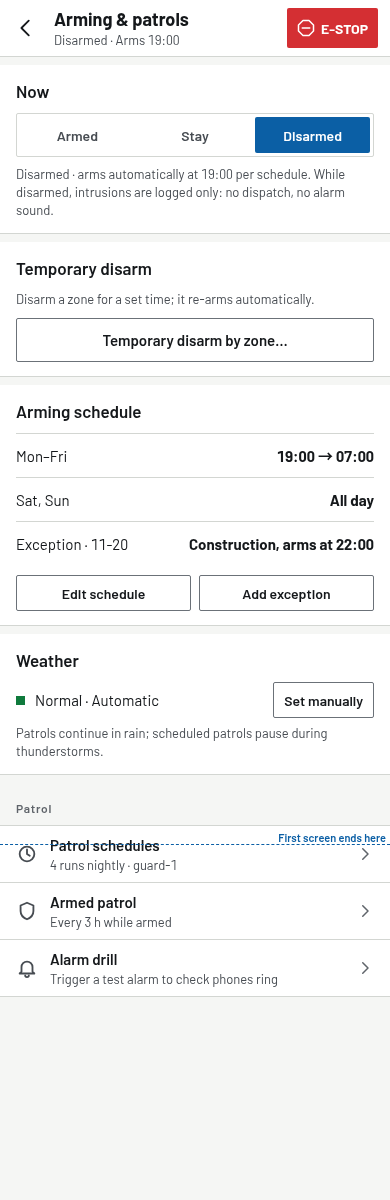 Arming & patrols
Disarmed · Arms 19:00
E-STOP
Now
Armed
Stay
Disarmed
Disarmed · arms automatically at 19:00 per schedule. While
disarmed, intrusions are logged only: no dispatch, no alarm
sound.
Temporary disarm
Disarm a zone for a set time; it re-arms automatically.
Temporary disarm by zone…
Arming schedule
Mon–Fri
19:00 → 07:00
Sat, Sun
All day
Exception · 11-20
Construction, arms at 22:00
Edit schedule
Add exception
Weather
Normal · Automatic
Set manually
Patrols continue in rain; scheduled patrols pause during
thunderstorms.
Patrol
First screen ends here
Patrol schedules
4 runs nightly · guard-1
Armed patrol
Every 3 h while armed
Alarm drill
Trigger a test alarm to check phones ring